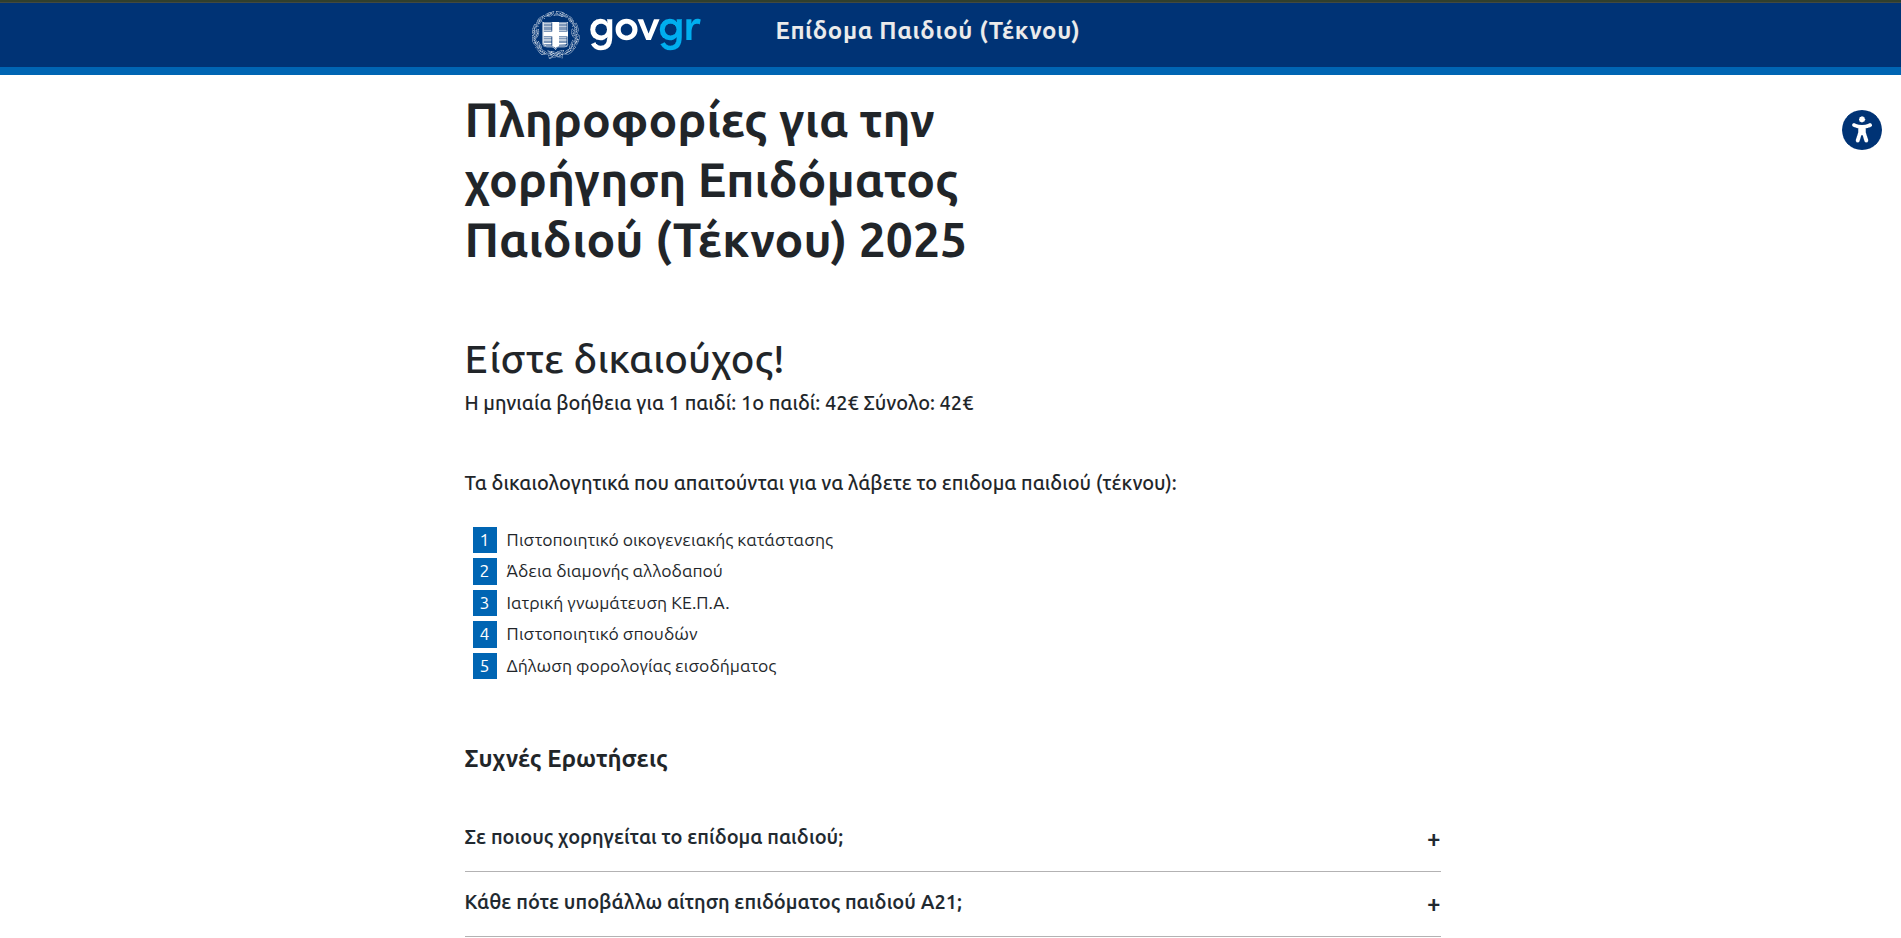 govgr
Επίδομα Παιδιού (Τέκνου)
Πληροφορίες για την
χορήγηση Επιδόματος
Παιδιού (Τέκνου) 2025
Είστε δικαιούχος!
Η μηνιαία βοήθεια για 1 παιδί: 1ο παιδί: 42€ Σύνολο: 42€
Τα δικαιολογητικά που απαιτούνται για να λάβετε το επιδομα παιδιού (τέκνου):
1 Πιστοποιητικό οικογενειακής κατάστασης
2 Άδεια διαμονής αλλοδαπού
3 Ιατρική γνωμάτευση ΚΕ.Π.Α.
4 Πιστοποιητικό σπουδών
5 Δήλωση φορολογίας εισοδήματος
Συχνές Ερωτήσεις
Σε ποιους χορηγείται το επίδομα παιδιού; +
Κάθε πότε υποβάλλω αίτηση επιδόματος παιδιού Α21; +